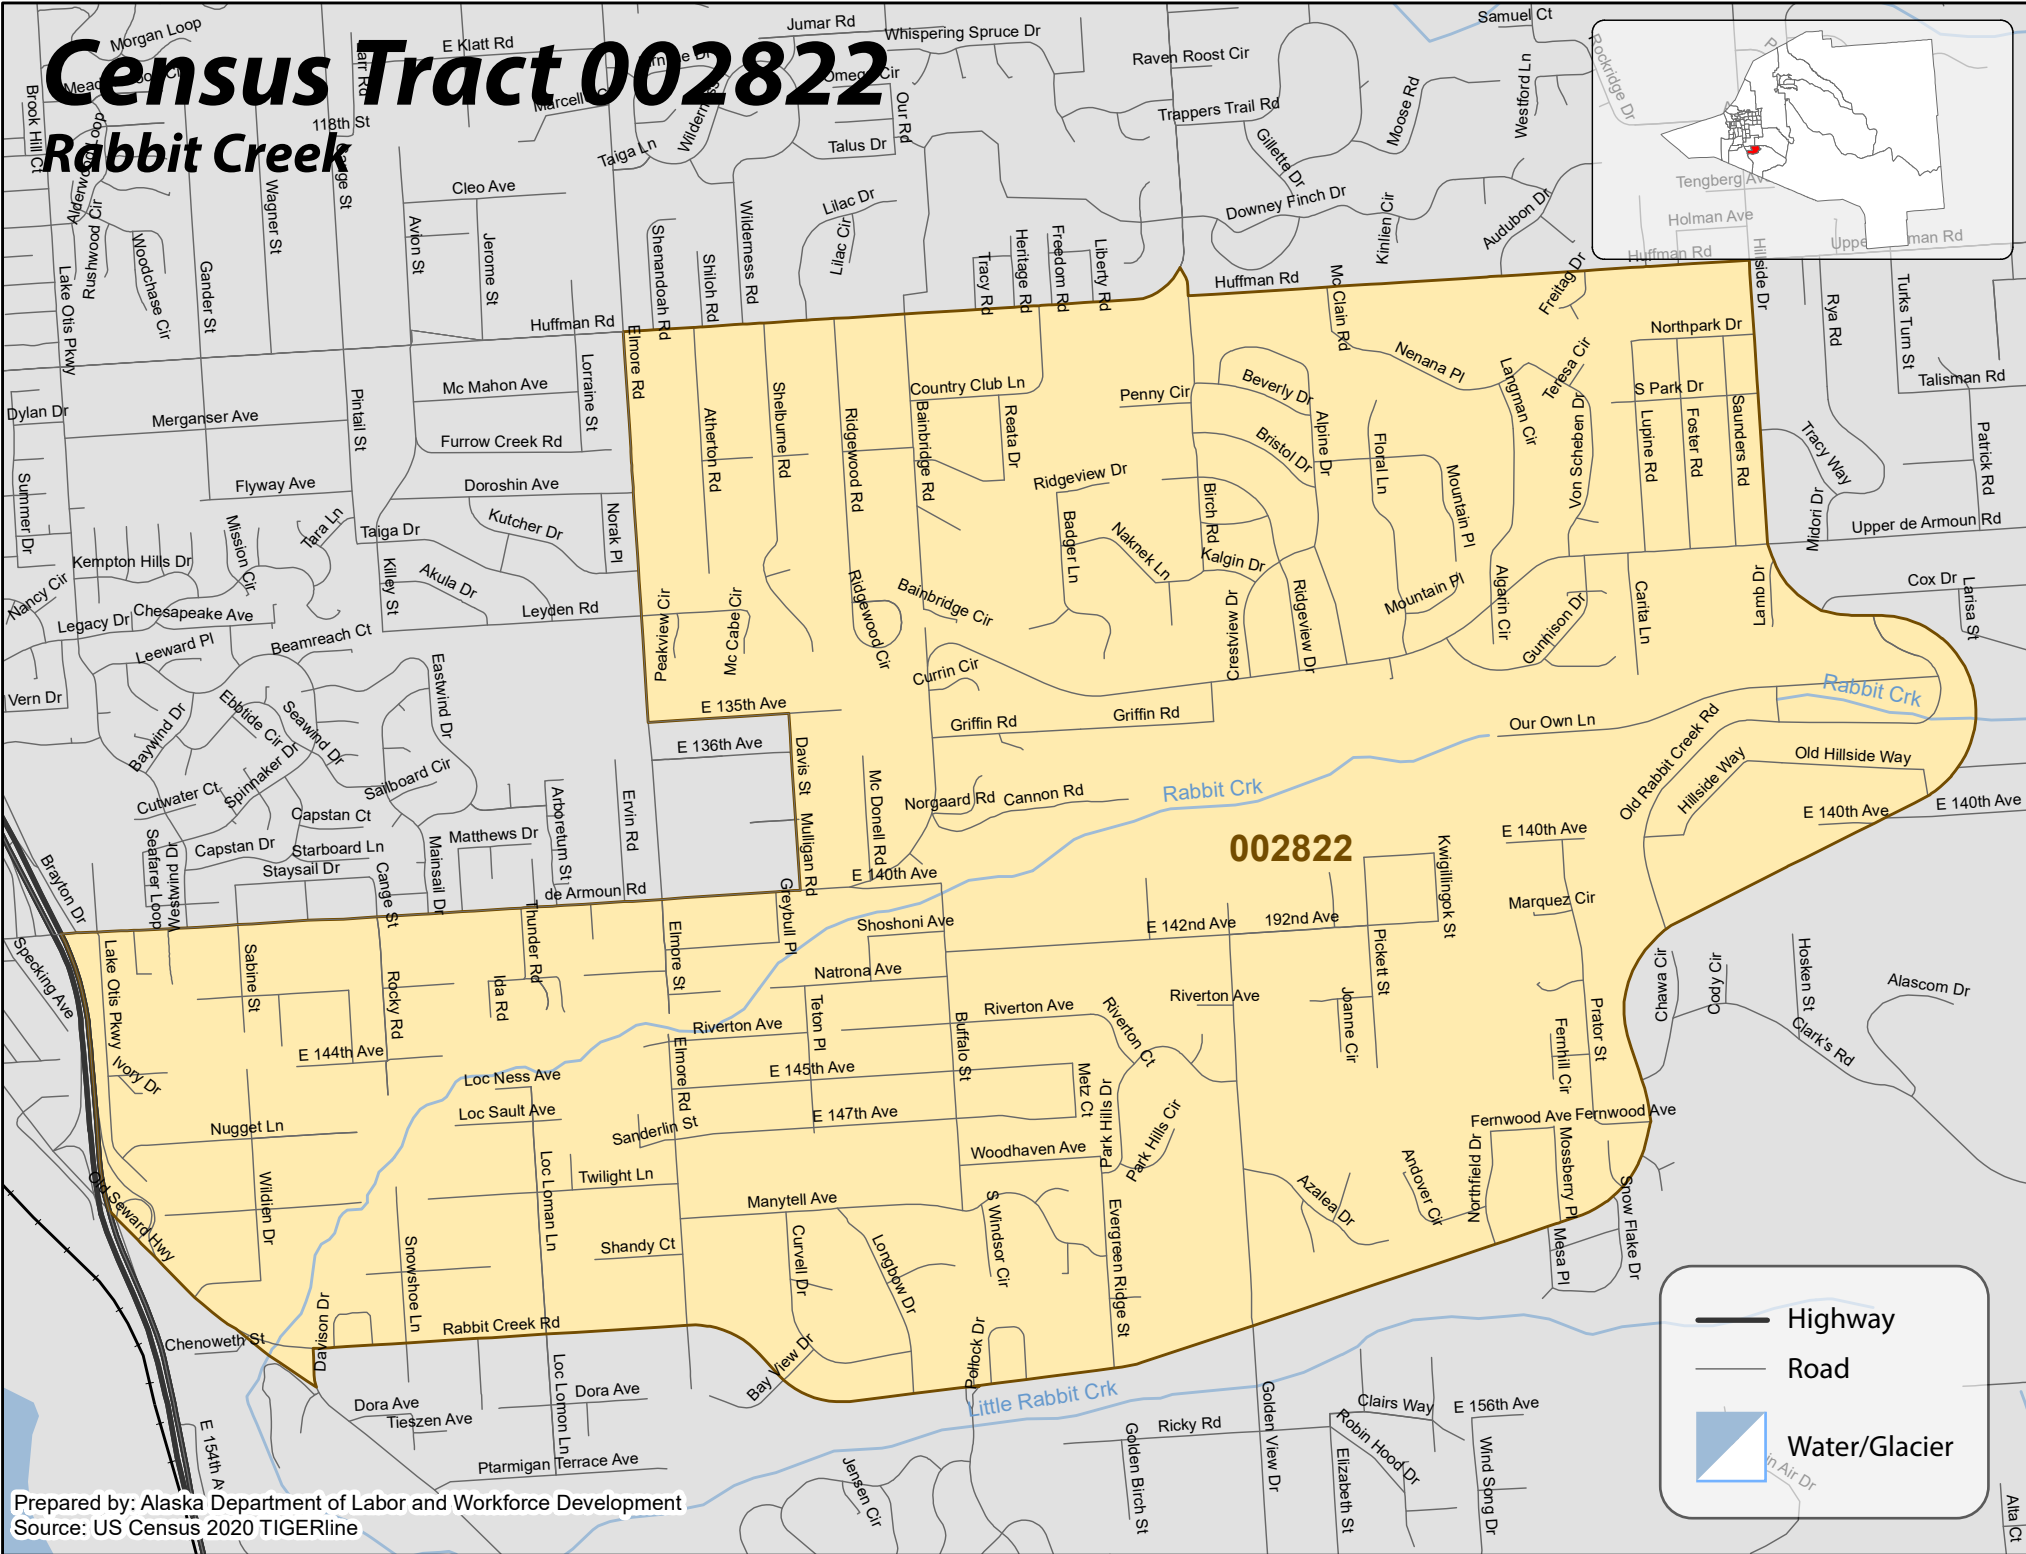 Census Tract 002822
Rabbit Creek
Morgan Loop
E Klatt Rd
Jumar Rd
Whispering Spruce Dr
Samuel Ct
Raven Roost Cir
Omega Cir
Brook Hill Ct
118th St
Our Rd
Trappers Trail Rd
Moose Rd
Westford Ln
Rockridge Dr
Alderwood Loop
Taiga Ln
Talus Dr
Gillette Dr
Tengberg Av
Holman Ave
Huffman Rd
Hillside Dr
Rushwood Cir
Woodchase Cir
Wagner St
Cleo Ave
Avion St
Jerome St
Gander St
Lake Otis Pkwy
Shenandoah Rd
Shiloh Rd
Wilderness Rd
Lilac Dr
Lilac Cir
Tracy Rd
Heritage Rd
Freedom Rd
Liberty Rd
Downey Finch Dr
Kinlien Cir
Audubon Dr
Huffman Rd
Huffman Rd
Mc Clain Rd
Freitag Dr
Northpark Dr
Rya Rd
Turks Turn St
Talisman Rd
Elmore Rd
Lorraine St
Mc Mahon Ave
Dylan Dr
Merganser Ave
Pintail St
Furrow Creek Rd
Atherton Rd
Shelburne Rd
Ridgewood Rd
Bainbridge Rd
Country Club Ln
Reata Dr
Penny Cir
Beverly Dr
Bristol Dr
Alpine Dr
Floral Ln
Nenana Pl
Langman Cir
Teresa Cir
Von Scheben Dr
S Park Dr
Lupine Rd
Foster Rd
Saunders Rd
Tracy Way
Patrick Rd
Midori Dr
Upper de Armoun Rd
Summer Dr
Flyway Ave
Doroshin Ave
Mission Cir
Tara Ln
Taiga Dr
Kutcher Dr
Norak Pl
Ridgeview Dr
Badger Ln
Naknek Ln
Birch Rd
Kalgin Dr
Mountain Pl
Mountain Pl
Kempton Hills Dr
Nancy Cir
Legacy Dr
Chesapeake Ave
Killey St
Akula Dr
Leyden Rd
Peakview Cir
Mc Cabe Cir
Ridgewood Cir
Bainbridge Cir
Crestview Dr
Ridgeview Dr
Algarin Cir
Gunnison Dr
Carita Ln
Landu Dr
Cox Dr
Larisa St
Leeward Pl
Beamreach Ct
Vern Dr
Baywind Dr
Ebbtide Cir
Seawind Dr
Spinnaker Dr
Eastwind Dr
Sailboard Cir
Currin Cir
E 135th Ave
E 136th Ave
Griffin Rd
Griffin Rd
Our Own Ln
Rabbit Crk
Old Rabbit Creek Rd
Hillside Way
Old Hillside Way
E 140th Ave
E 140th Ave
Cutwater Ct
Capstan Ct
Capstan Dr
Starboard Ln
Staysail Dr
Seafarer Loop
Westwind Dr
Cange St
Mainsail Dr
Matthews Dr
Arboretum St
Ervin Rd
Davis St
Mulligan Rd
Mc Donell Rd
Norgaard Rd
Cannon Rd
Rabbit Crk
002822
E 140th Ave
E 140th Ave
Kwigillingok St
Marquez Cir
Brayton Dr
Specking Ave
de Armoun Rd
Greybull Pl
Shoshoni Ave
E 142nd Ave
192nd Ave
Lake Otis Pkwy
Sabine St
Rocky Rd
Thunder Rd
Ida Rd
Elmore St
Natrona Ave
Pickett St
Joanne Cir
Riverton Ave
Riverton Ave
Riverton Ave
Riverton Ct
Teton Pl
Buffalo St
Prator St
Fernhill Cir
Chawa Cir
Cody Cir
Hosken St
Alascom Dr
Clark's Rd
Ivory Dr
E 144th Ave
Loc Ness Ave
Loc Sault Ave
Elmore Rd
E 145th Ave
E 147th Ave
Metz Ct
Park Hills Dr
Park Hills Cir
Fernwood Ave
Fernwood Ave
Nugget Ln
Sanderlin St
Woodhaven Ave
Twilight Ln
Manytell Ave
Old Seward Hwy
Wildien Dr
Loc Loman Ln
Snowshoe Ln
Shandy Ct
Curvell Dr
Longbow Dr
S Windsor Cir
Evergreen Ridge St
Azalea Dr
Andover Cir
Northfield Dr
Mossberry Pl
Mesa Pl
Snow Flake Dr
Chenoweth St
Davison Dr
Rabbit Creek Rd
Bay View Dr
Pollock Dr
Little Rabbit Crk
Dora Ave
Dora Ave
Tieszen Ave
Loc Lomon Ln
Ptarmigan Terrace Ave
Jensen Cir
Golden Birch St
Ricky Rd
Golden View Dr
Clairs Way
E 156th Ave
Robin Hood Dr
Elizabeth St
Wind Song Dr
Alta Ct
Highway
Road
Water/Glacier
Prepared by: Alaska Department of Labor and Workforce Development
Source: US Census 2020 TIGERline